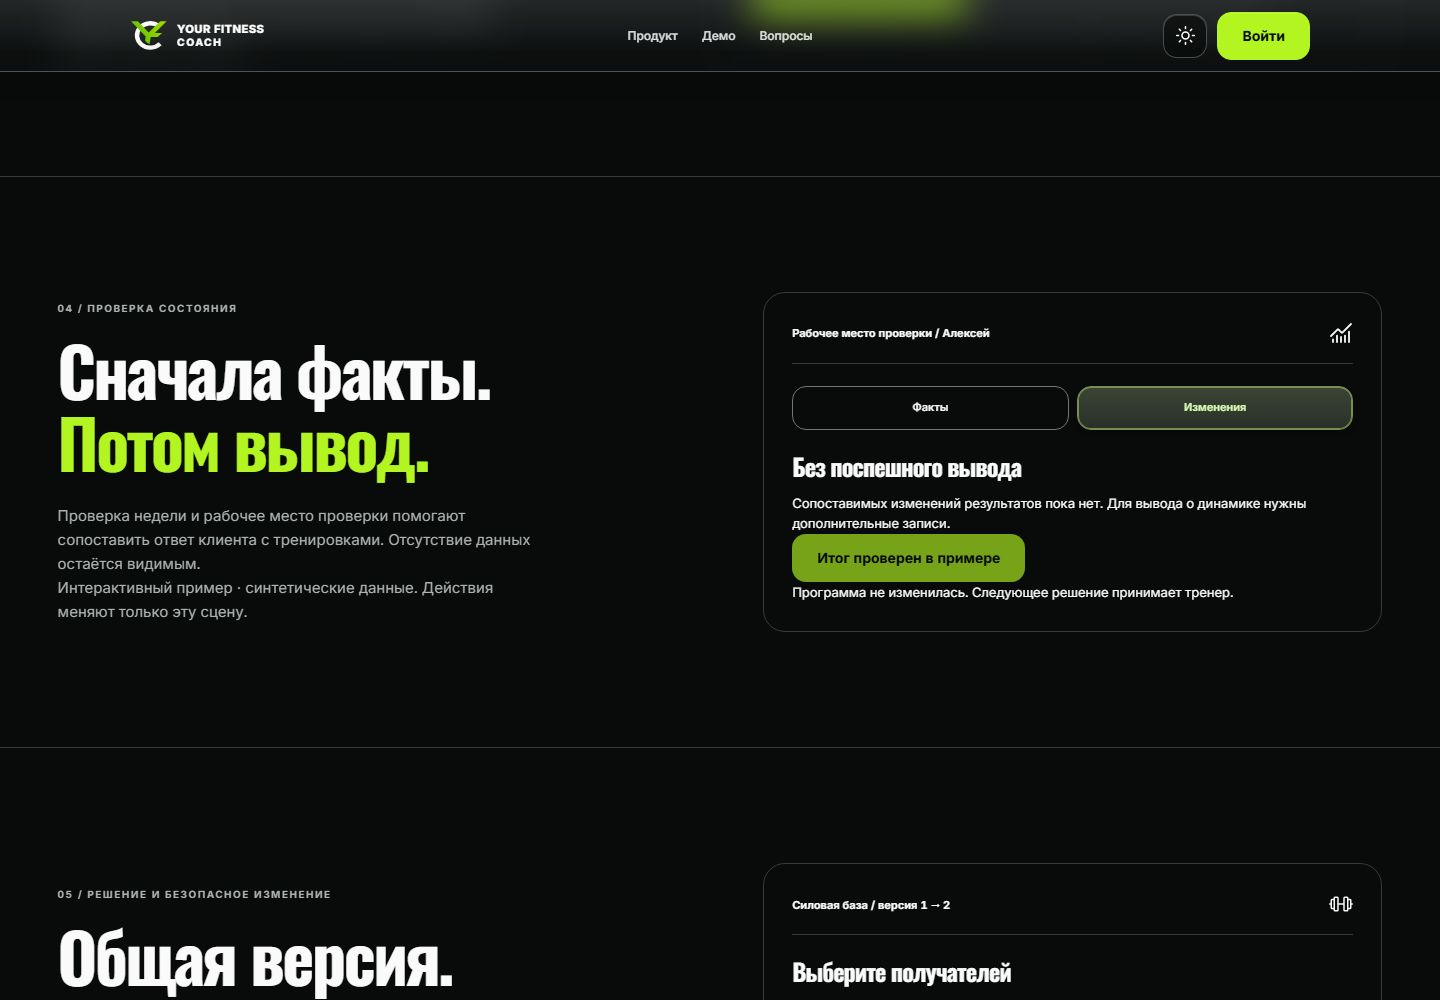 YOUR FITNESS
COACH
Продукт
Демо
Вопросы
Войти
04 / ПРОВЕРКА СОСТОЯНИЯ
Сначала факты.
Потом вывод.
Проверка недели и рабочее место проверки помогают
сопоставить ответ клиента с тренировками. Отсутствие данных
остаётся видимым.
Интерактивный пример · синтетические данные. Действия
меняют только эту сцену.
Рабочее место проверки / Алексей
Факты
Изменения
Без поспешного вывода
Сопоставимых изменений результатов пока нет. Для вывода о динамике нужны
дополнительные записи.
Итог проверен в примере
Программа не изменилась. Следующее решение принимает тренер.
05 / РЕШЕНИЕ И БЕЗОПАСНОЕ ИЗМЕНЕНИЕ
Общая версия.
Силовая база / версия 1 → 2
Выберите получателей